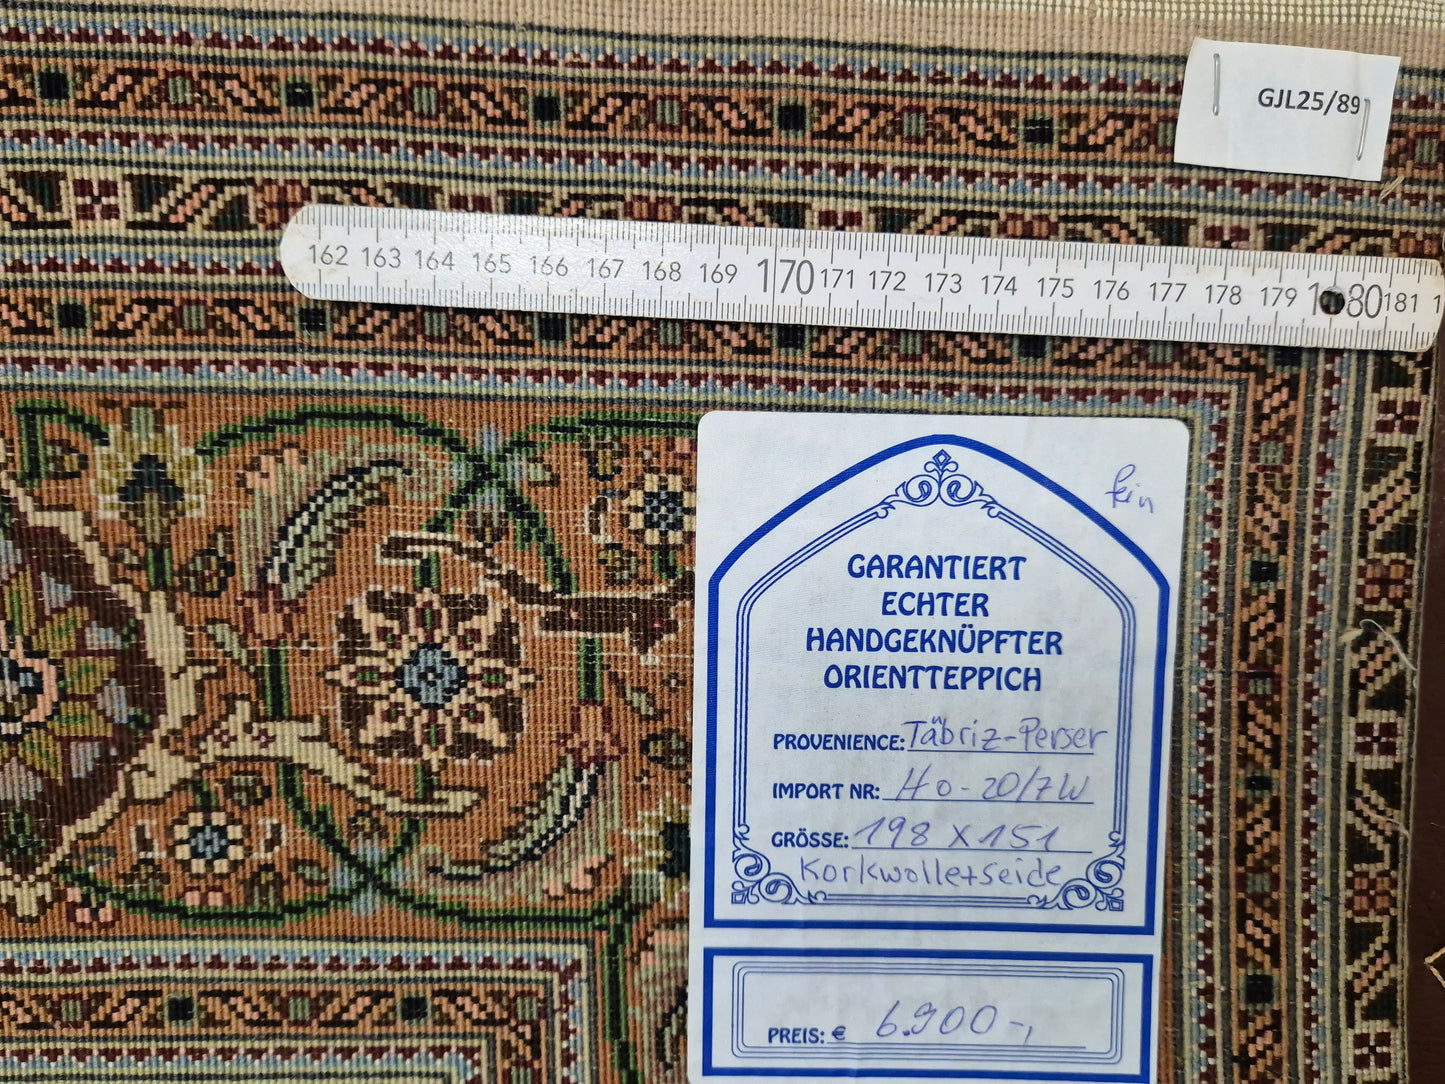 GJL25/89
162 163 164 165 166 167 168 169 170 171 172 173 174 175 176 177 178 179 180 181 1
fein
GARANTIERT
ECHTER
HANDGEKNÜPFTER
ORIENTTEPPICH
PROVENIENCE: Täbriz-Perser
IMPORT NR: Ho-20/7W
GRÖSSE: 198 x 151
Korkwolle+seide
PREIS: € 6.900-,